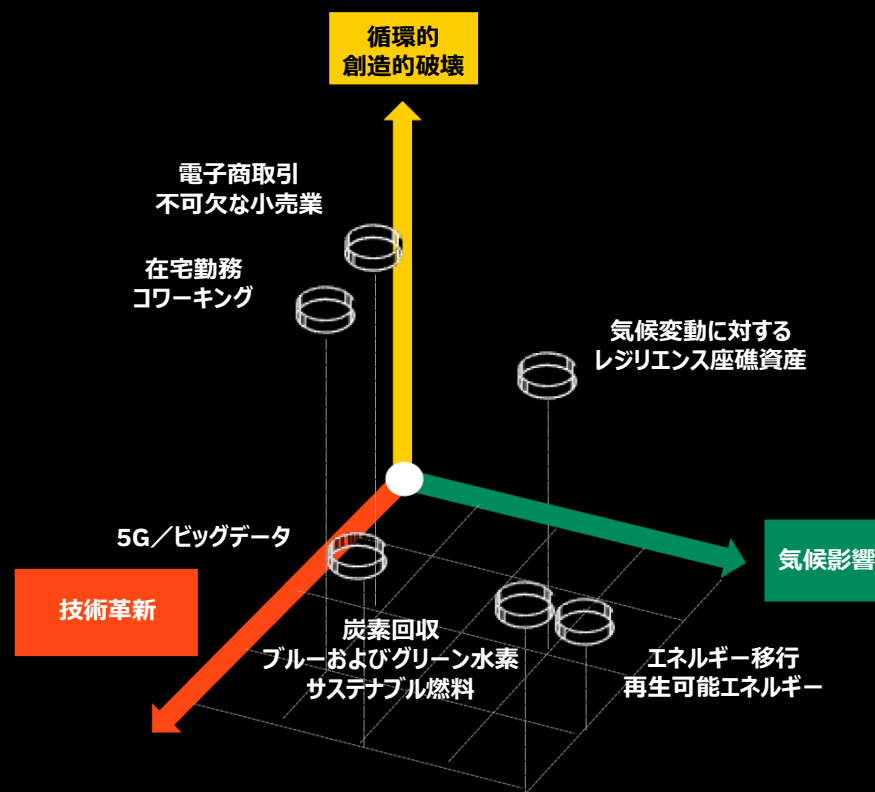 循環的
創造的破壊
電子商取引
不可欠な小売業
在宅勤務
コワーキング
気候変動に対する
レジリエンス座礁資産
5G／ビッグデータ
気候影響
技術革新
炭素回収
ブルーおよびグリーン水素
サステナブル燃料
エネルギー移行
再生可能エネルギー